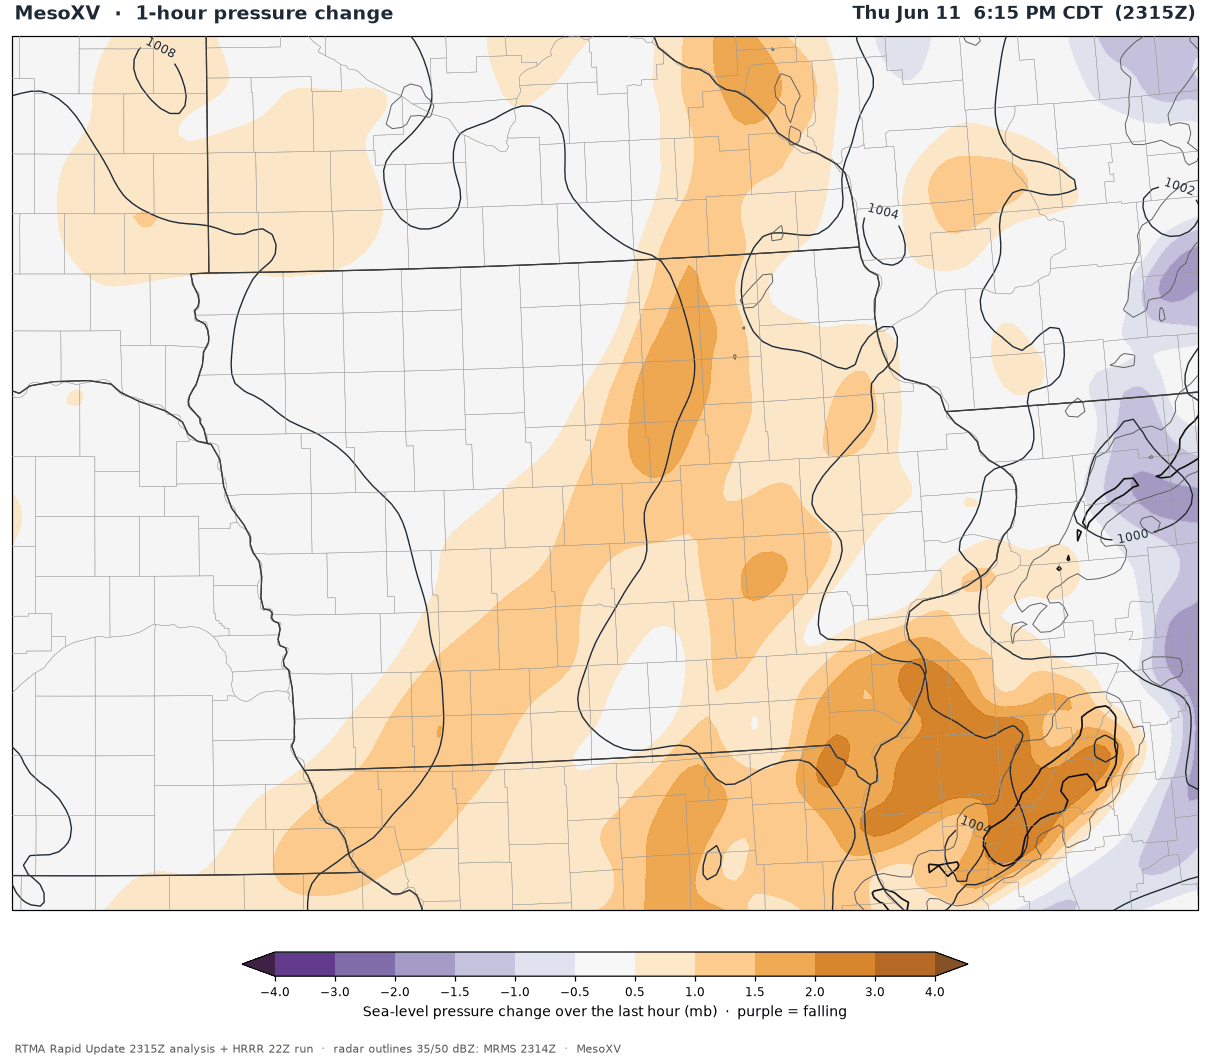 MesoXV · 1-hour pressure change
Thu Jun 11 6:15 PM CDT (2315Z)
1008
1002
1004
1000
1004
−4.0 −3.0 −2.0 −1.5 −1.0 −0.5 0.5 1.0 1.5 2.0 3.0 4.0
Sea-level pressure change over the last hour (mb) · purple = falling
RTMA Rapid Update 2315Z analysis + HRRR 22Z run · radar outlines 35/50 dBZ: MRMS 2314Z · MesoXV